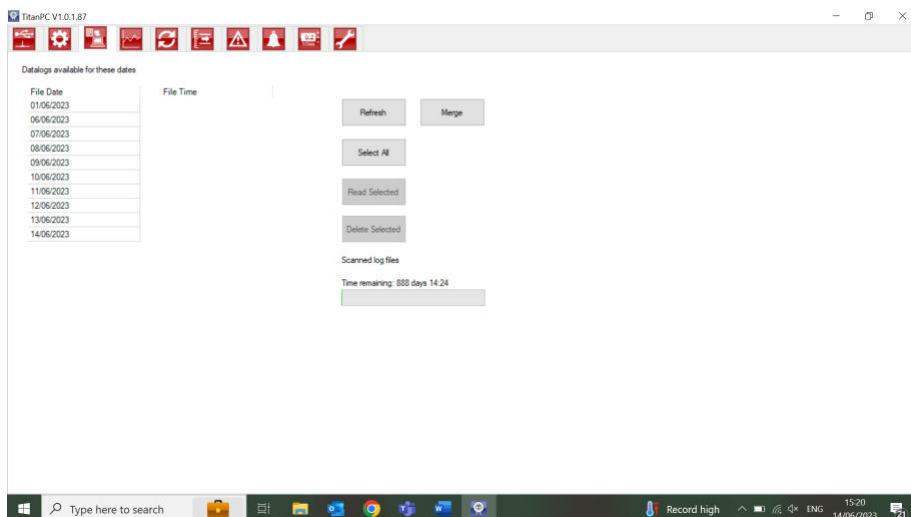 TitanPC V1.0.1.87
Datalogs available for these dates
File Date File Time
01/06/2023
06/06/2023
07/06/2023
08/06/2023
09/06/2023
10/06/2023
11/06/2023
12/06/2023
13/06/2023
14/06/2023
Refresh Merge
Select All
Read Selected
Delete Selected
Scanned log files
Time remaining: 888 days 14:24
Type here to search
Record high ENG 15:20
14/06/2023
21